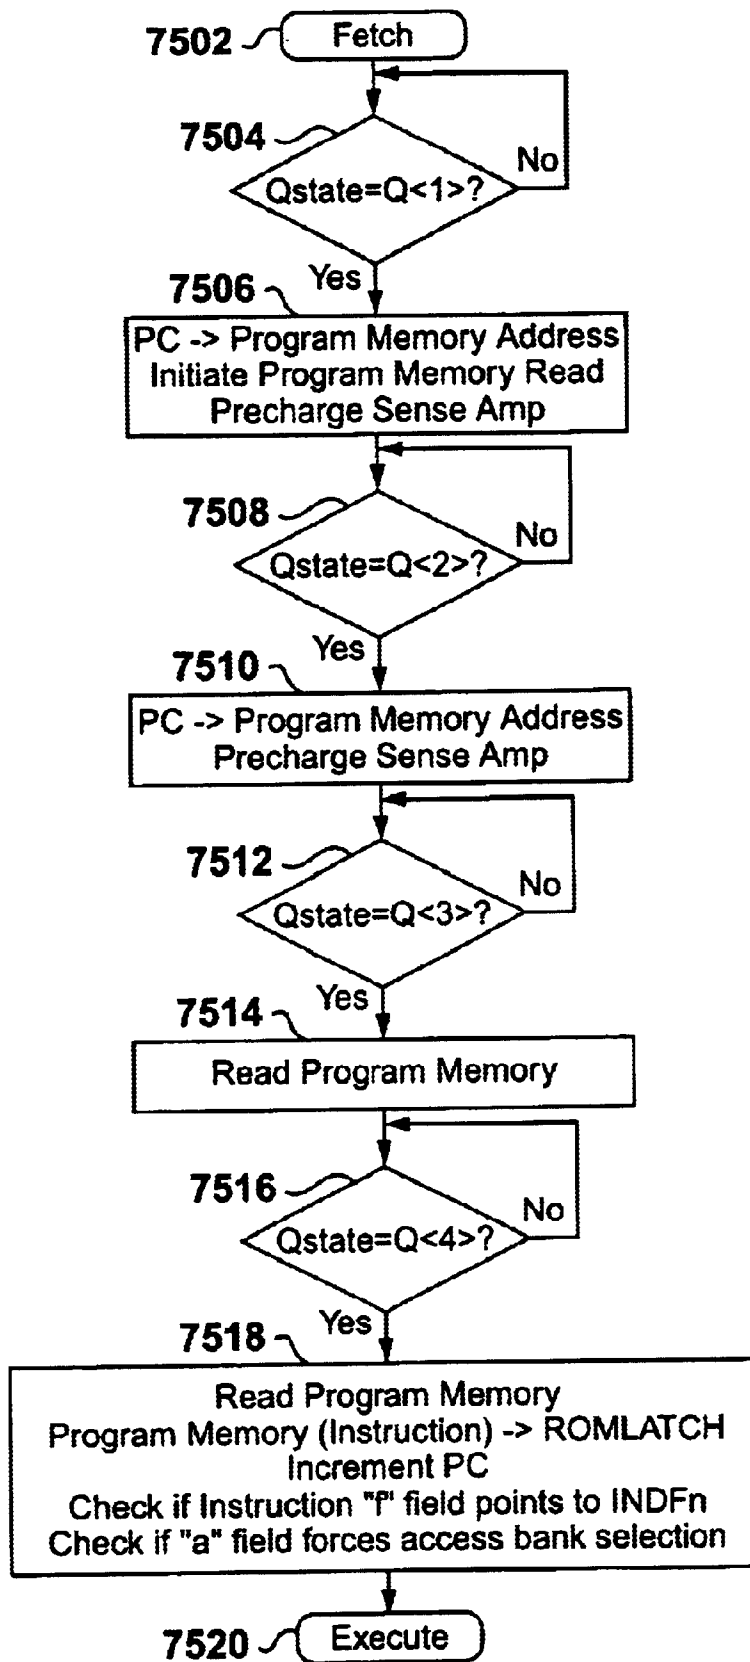 7502 Fetch
7504
Qstate=Q<1>?
No
Yes
7506
PC -> Program Memory Address
Initiate Program Memory Read
Precharge Sense Amp
7508
Qstate=Q<2>?
No
Yes
7510
PC -> Program Memory Address
Precharge Sense Amp
7512
Qstate=Q<3>?
No
Yes
7514
Read Program Memory
7516
Qstate=Q<4>?
No
Yes
7518
Read Program Memory
Program Memory (Instruction) -> ROMLATCH
Increment PC
Check if Instruction "f" field points to INDFn
Check if "a" field forces access bank selection
7520 Execute